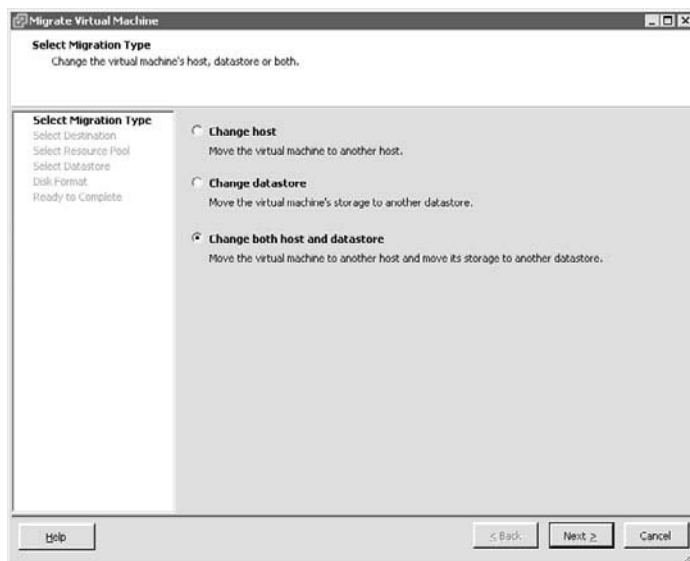 Migrate Virtual Machine
Select Migration Type
Change the virtual machine's host, datastore or both.
Select Migration Type
Select Destination
Select Resource Pool
Select Datastore
Disk Format
Ready to Complete
Change host
Move the virtual machine to another host.
Change datastore
Move the virtual machine's storage to another datastore.
Change both host and datastore
Move the virtual machine to another host and move its storage to another datastore.
Help
< Back
Next >
Cancel